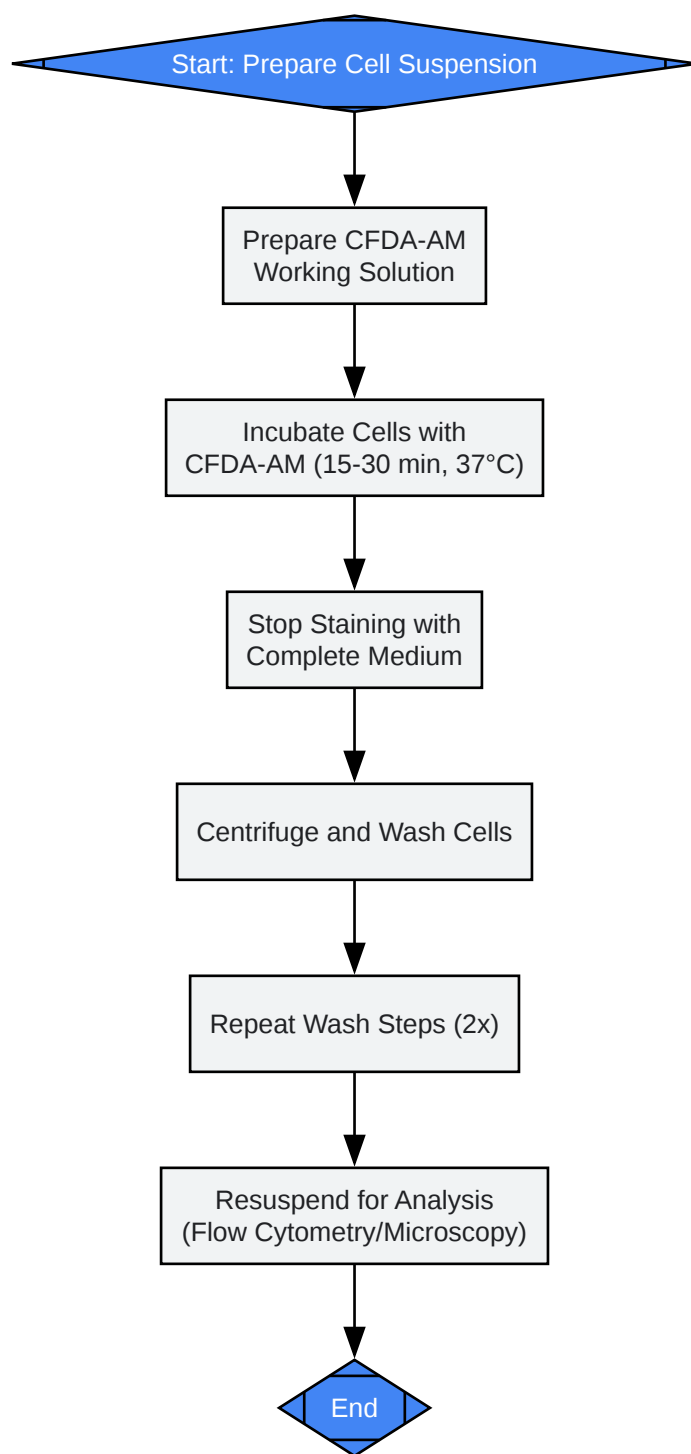 Start: Prepare Cell Suspension
Prepare CFDA-AM
Working Solution
Incubate Cells with
CFDA-AM (15-30 min, 37°C)
Stop Staining with
Complete Medium
Centrifuge and Wash Cells
Repeat Wash Steps (2x)
Resuspend for Analysis
(Flow Cytometry/Microscopy)
End